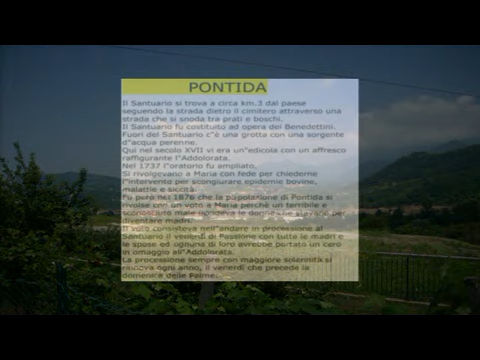 PONTIDA
Il Santuario si trova a circa km.3 dal paese
seguendo la strada dietro il cimitero attraverso una
strada che si snoda tra prati e boschi.
Il Santuario fu costituito ad opera dei Benedettini.
Fuori del Santuario c"è una grotta con una sorgente
d"acqua perenne.
Qui nel secolo XVII vi era un"edicola con un affresco
raffigurante l"Addolorata.
Nel 1737 l"oratorio fu ampliato.
Si rivolgevano a Maria con fede per chiederne
l"intervento per scongiurare epidemie bovine,
malattie e siccità.
Fu però nel 1876 che la popolazione di Pontida si
rivolse con un voto a Maria perché un terribile e
sconosciuto male uccideva le donne che stavano per
diventare madri.
Il voto consisteva nell"andare in processione al
Santuario il venerdì di Passione con tutte le madri e
le spose ed ognuna di loro avrebbe portato un cero
in omaggio all"Addolorata.
La processione sempre con maggiore solennità si
rinnova ogni anno, il venerdì che precede la
domenica delle Palme.